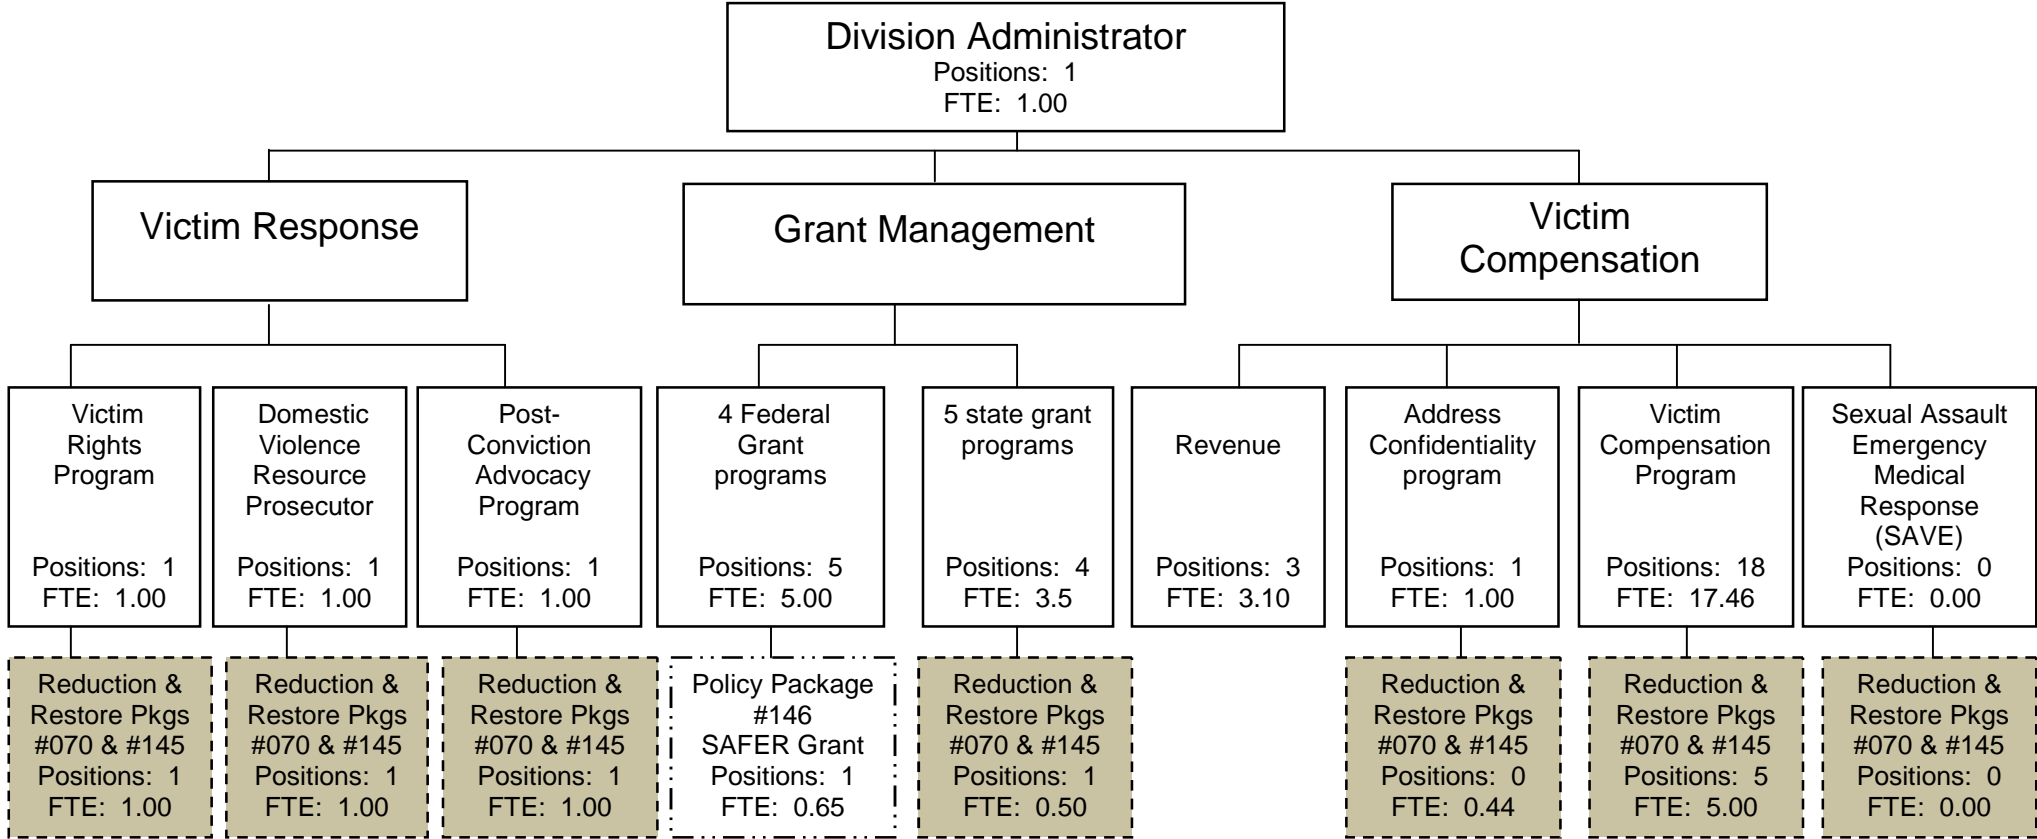 Division Administrator
Positions: 1
FTE: 1.00
Victim Response
Grant Management
Victim
Compensation
Victim
Rights
Program
Positions: 1
FTE: 1.00
Domestic
Violence
Resource
Prosecutor
Positions: 1
FTE: 1.00
Post-
Conviction
Advocacy
Program
Positions: 1
FTE: 1.00
4 Federal
Grant
programs
Positions: 5
FTE: 5.00
5 state grant
programs
Positions: 4
FTE: 3.5
Revenue
Positions: 3
FTE: 3.10
Address
Confidentiality
program
Positions: 1
FTE: 1.00
Victim
Compensation
Program
Positions: 18
FTE: 17.46
Sexual Assault
Emergency
Medical
Response
(SAVE)
Positions: 0
FTE: 0.00
Reduction &
Restore Pkgs
#070 & #145
Positions: 1
FTE: 1.00
Reduction &
Restore Pkgs
#070 & #145
Positions: 1
FTE: 1.00
Reduction &
Restore Pkgs
#070 & #145
Positions: 1
FTE: 1.00
Policy Package
#146
SAFER Grant
Positions: 1
FTE: 0.65
Reduction &
Restore Pkgs
#070 & #145
Positions: 1
FTE: 0.50
Reduction &
Restore Pkgs
#070 & #145
Positions: 0
FTE: 0.44
Reduction &
Restore Pkgs
#070 & #145
Positions: 5
FTE: 5.00
Reduction &
Restore Pkgs
#070 & #145
Positions: 0
FTE: 0.00